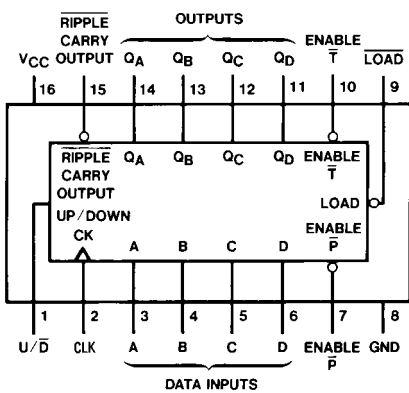 RIPPLE OUTPUTS
CARRY ENABLE
VCC OUTPUT QA QB QC QD T LOAD
16 15 14 13 12 11 10 9
RIPPLE QA QB QC QD ENABLE
CARRY T
OUTPUT
LOAD
UP/DOWN
ENABLE
CK A B C D P
1 2 3 4 5 6 7 8
U/D CLK A B C D ENABLE GND
P
DATA INPUTS